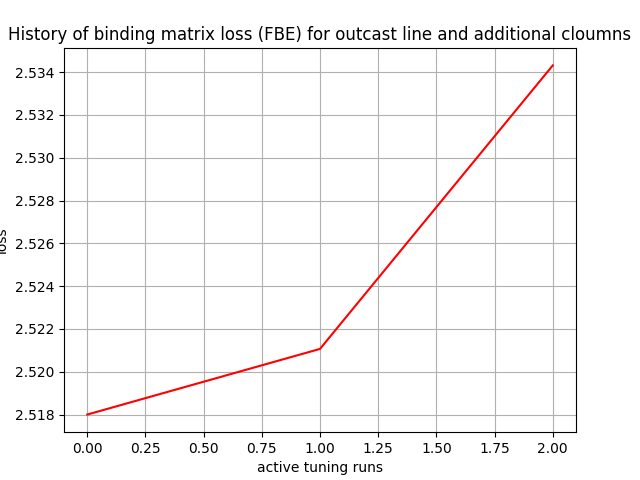 History of binding matrix loss (FBE) for outcast line and additional cloumns
2.534
2.532
2.530
2.528
2.526
2.524
2.522
2.520
2.518
loss
0.00 0.25 0.50 0.75 1.00 1.25 1.50 1.75 2.00
active tuning runs